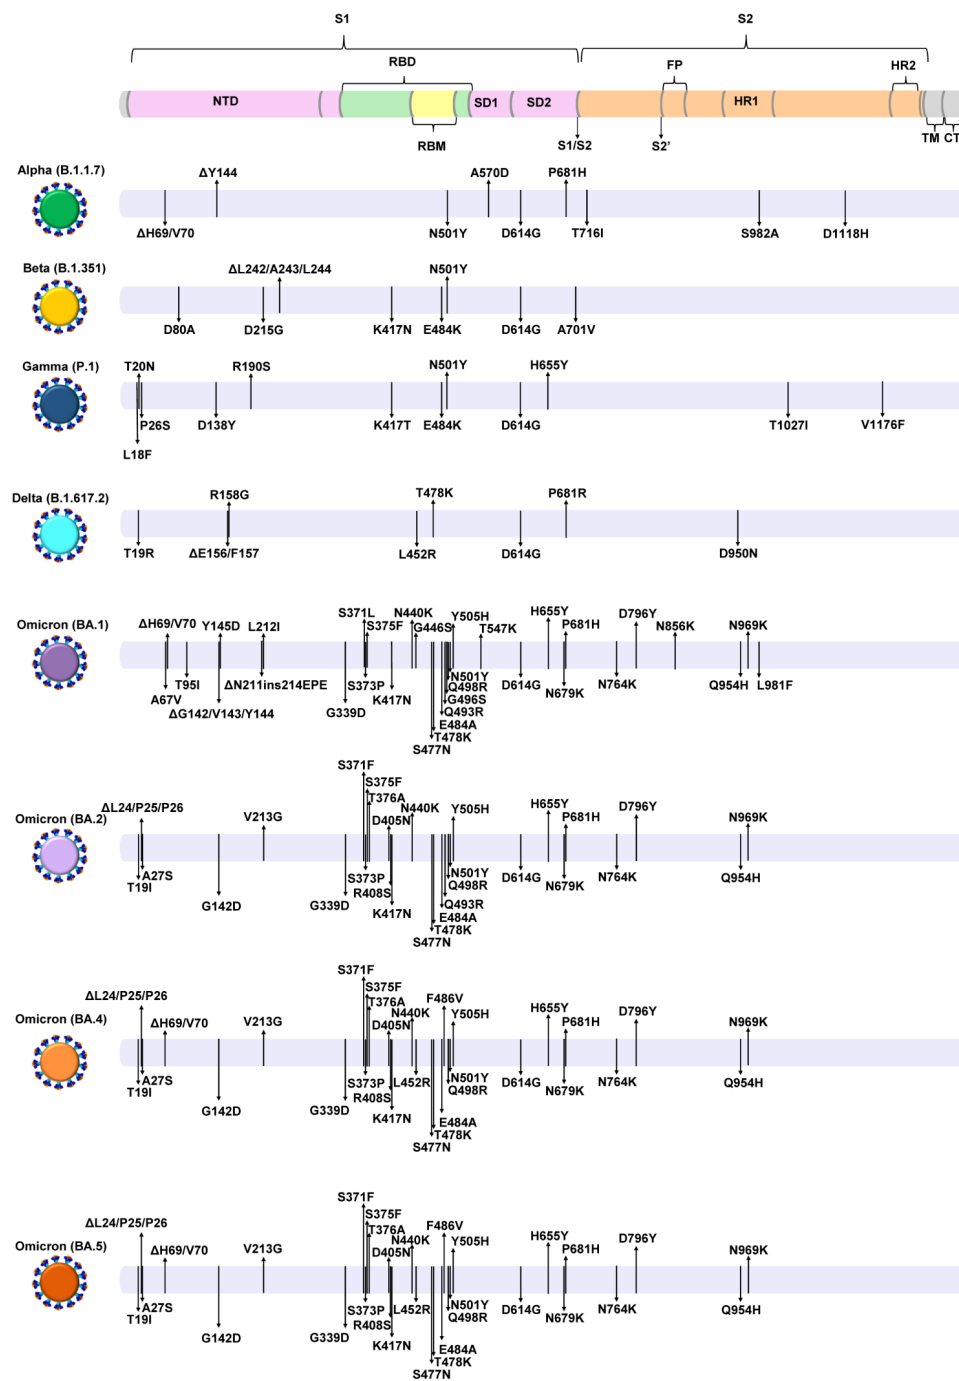 S1 S2
RBD FP HR2
NTD SD1 SD2 HR1
RBM S1/S2 S2' TM CT
Alpha (B.1.1.7)
ΔY144 A570D P681H
ΔH69/V70 N501Y D614G T716I S982A D1118H
Beta (B.1.351)
ΔL242/A243/L244 N501Y
D80A D215G K417N E484K D614G A701V
Gamma (P.1)
T20N R190S N501Y H655Y
P26S D138Y K417T E484K D614G T1027I V1176F
L18F
Delta (B.1.617.2)
R158G T478K P681R
T19R ΔE156/F157 L452R D614G D950N
Omicron (BA.1)
S371L N440K Y505H H655Y D796Y
ΔH69/V70 Y145D L212I S375F G446S T547K P681H N856K N969K
A67V T95I ΔN211ins214EPE S373P K417N N501Y D614G N679K N764K Q954H L981F
ΔG142/V143/Y144 G339D Q498R
G496S
Q493R
E484A
T478K
S477N
Omicron (BA.2)
S371F
S375F
ΔL24/P25/P26 T376A N440K Y505H H655Y D796Y
V213G D405N P681H N969K
A27S S373P N501Y D614G N764K Q954H
T19I R408S Q498R N679K
G142D G339D K417N Q493R
E484A
T478K
S477N
Omicron (BA.4)
S371F
S375F
ΔL24/P25/P26 T376A F486V
ΔH69/V70 V213G N440K Y505H H655Y D796Y
D405N P681H N969K
A27S S373P L452R N501Y D614G N764K Q954H
T19I R408S Q498R N679K
G142D G339D K417N E484A
T478K
S477N
Omicron (BA.5)
S371F
S375F
ΔL24/P25/P26 T376A F486V
ΔH69/V70 V213G N440K Y505H H655Y D796Y
D405N P681H N969K
A27S S373P L452R N501Y D614G N764K Q954H
T19I R408S Q498R N679K
G142D G339D K417N E484A
T478K
S477N